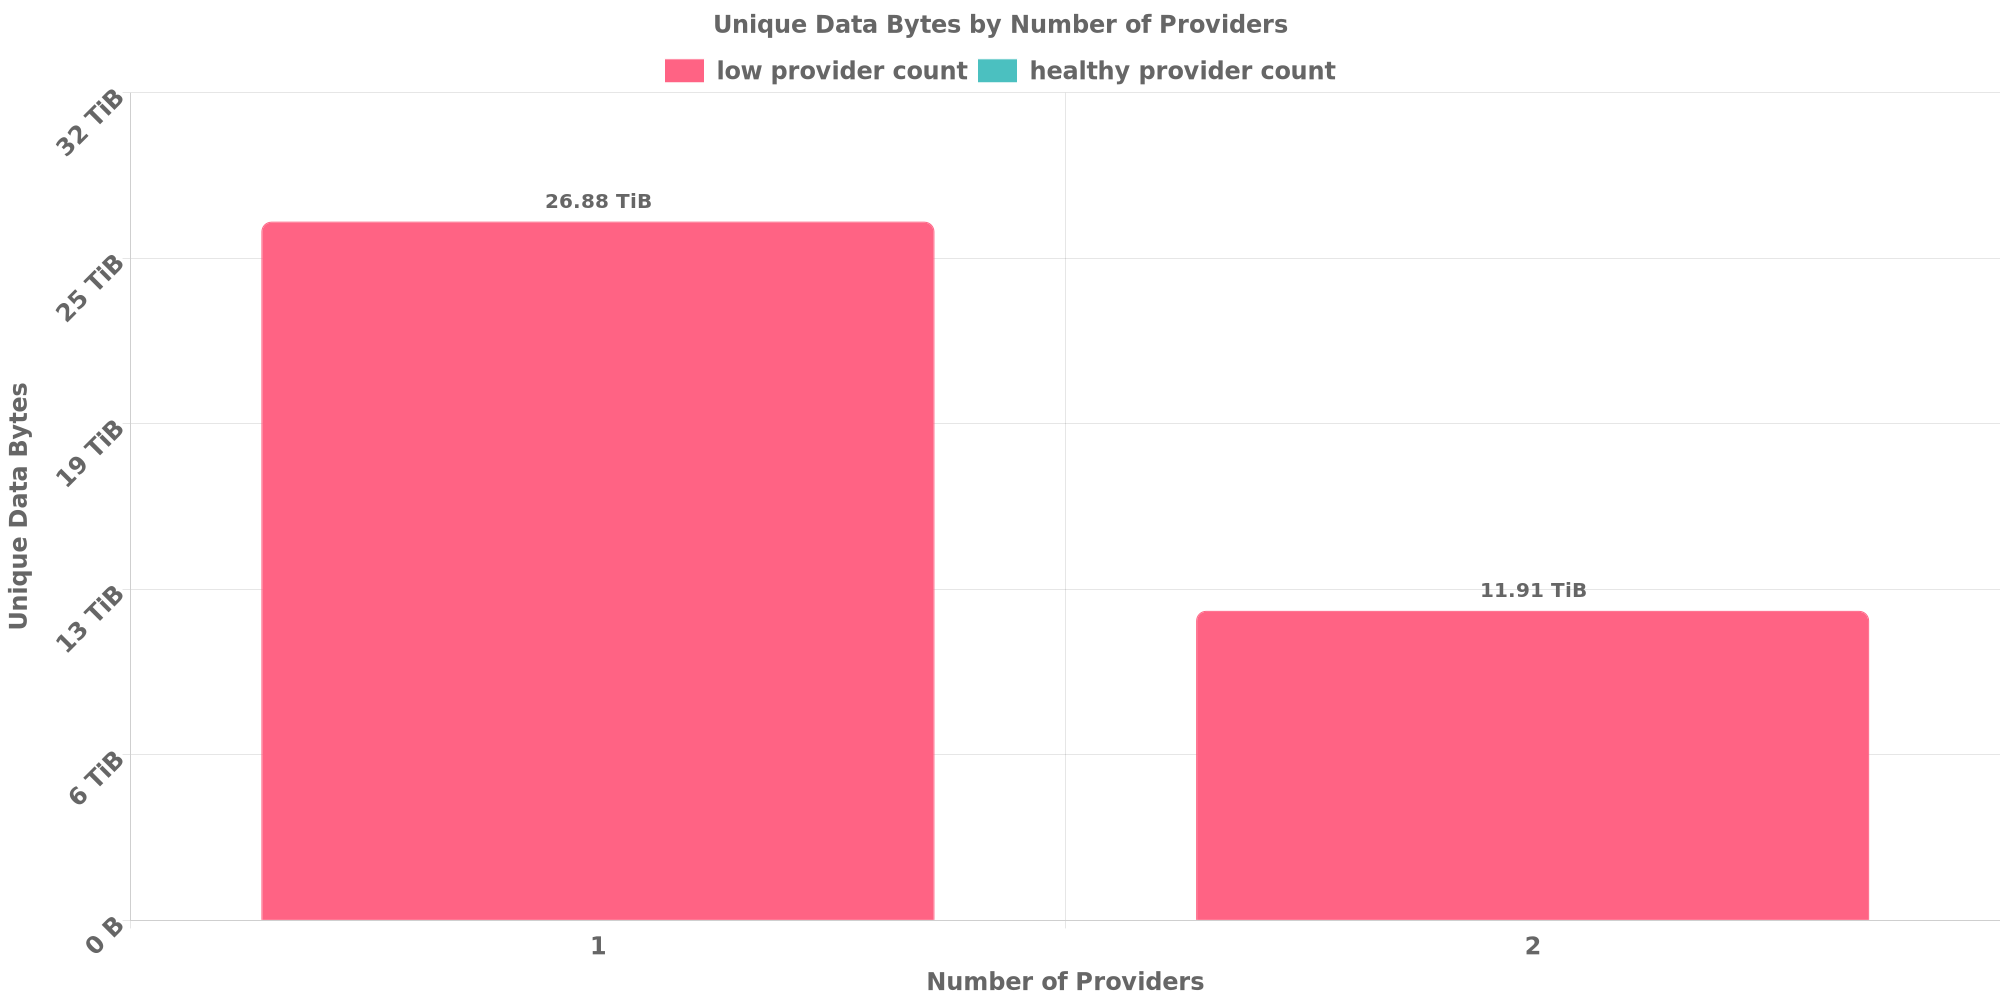 Unique Data Bytes by Number of Providers
low provider count healthy provider count
32 TiB
26.88 TiB
25 TiB
19 TiB
13 TiB
11.91 TiB
6 TiB
0 B
Unique Data Bytes
1 2
Number of Providers